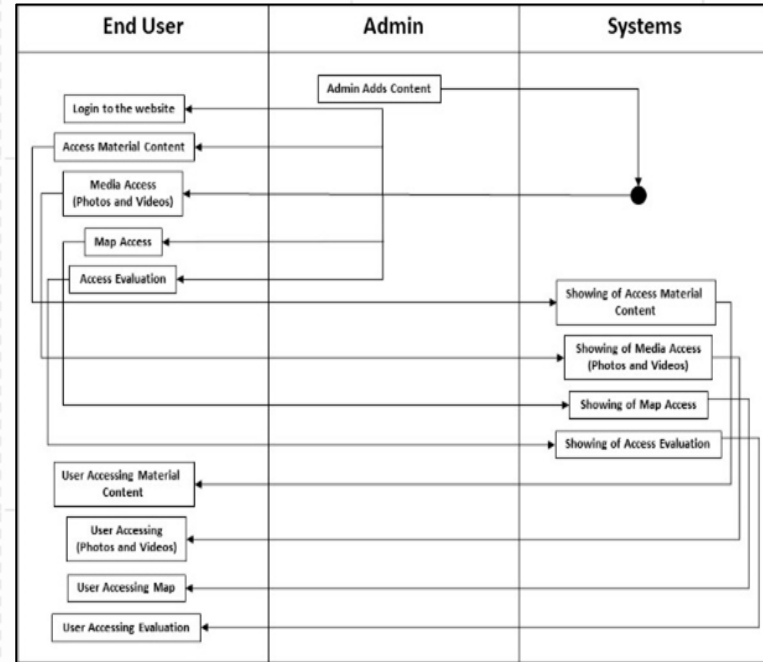 End User
Admin
Systems
Admin Adds Content
Login to the website
Access Material Content
Media Access
(Photos and Videos)
Map Access
Access Evaluation
Showing of Access Material
Content
Showing of Media Access
(Photos and Videos)
Showing of Map Access
Showing of Access Evaluation
User Accessing Material
Content
User Accessing
(Photos and Videos)
User Accessing Map
User Accessing Evaluation